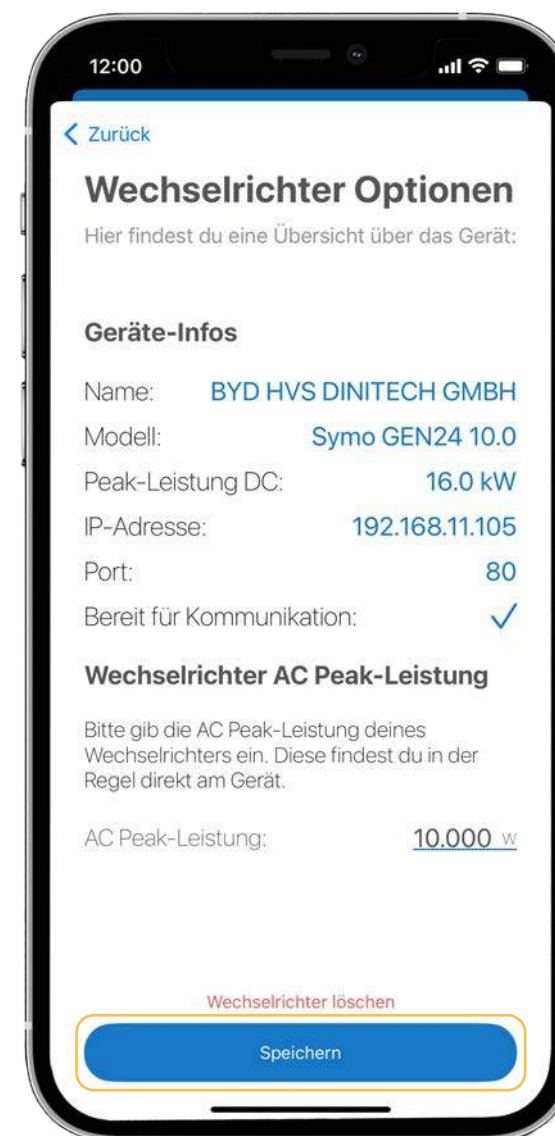 12:00
Zurück
Wechselrichter Optionen
Hier findest du eine Übersicht über das Gerät:
Geräte-Infos
Name: BYD HVS DINITECH GMBH
Modell: Symo GEN24 10.0
Peak-Leistung DC: 16.0 kW
IP-Adresse: 192.168.11.105
Port: 80
Bereit für Kommunikation: ✓
Wechselrichter AC Peak-Leistung
Bitte gib die AC Peak-Leistung deines
Wechselrichters ein. Diese findest du in der
Regel direkt am Gerät.
AC Peak-Leistung: 10.000 W
Wechselrichter löschen
Speichern